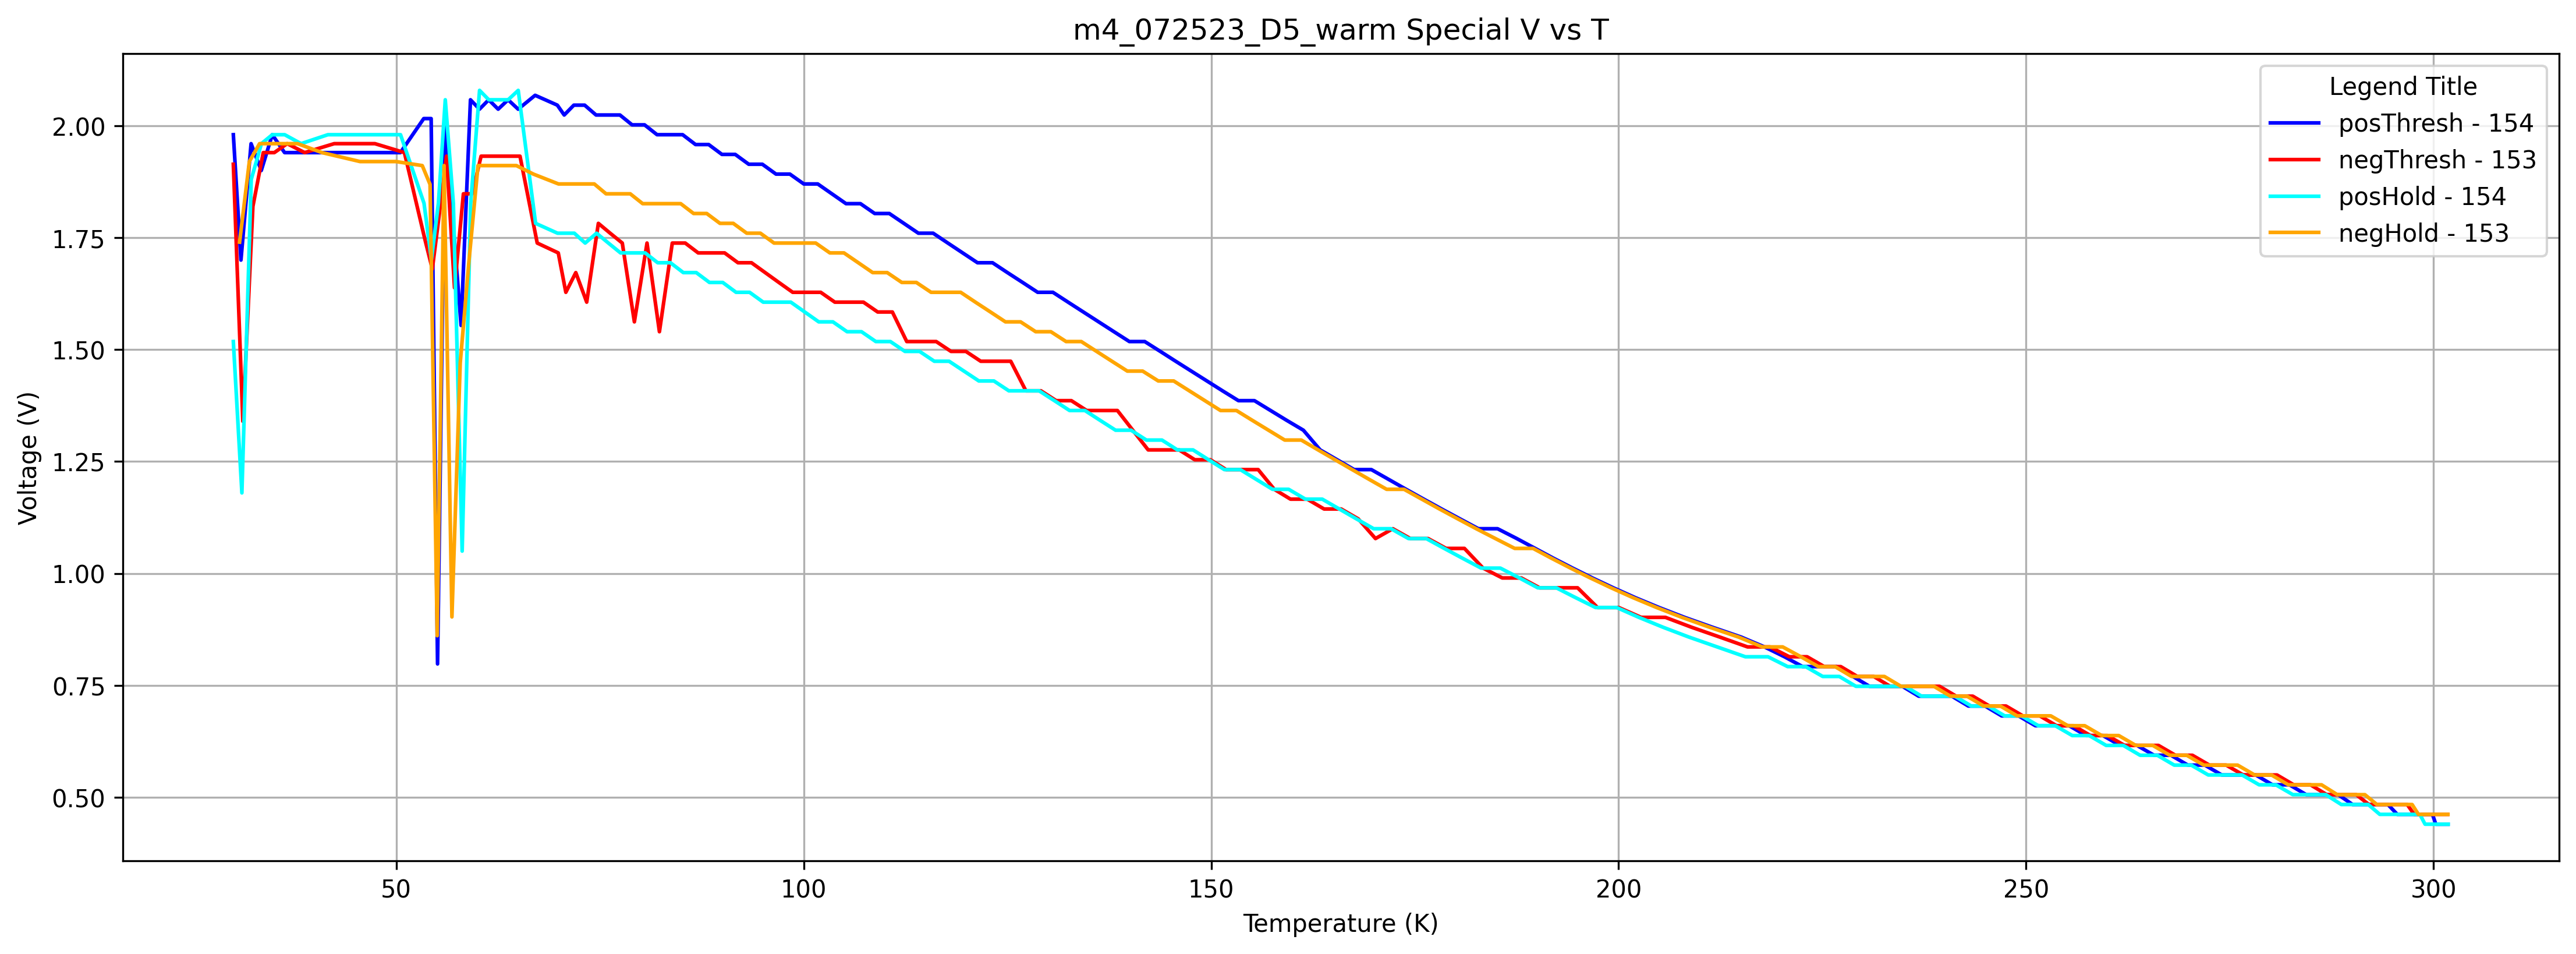 m4_072523_D5_warm Special V vs T
Legend Title
posThresh - 154
negThresh - 153
posHold - 154
negHold - 153
Voltage (V)
2.00
1.75
1.50
1.25
1.00
0.75
0.50
50
100
150
200
250
300
Temperature (K)